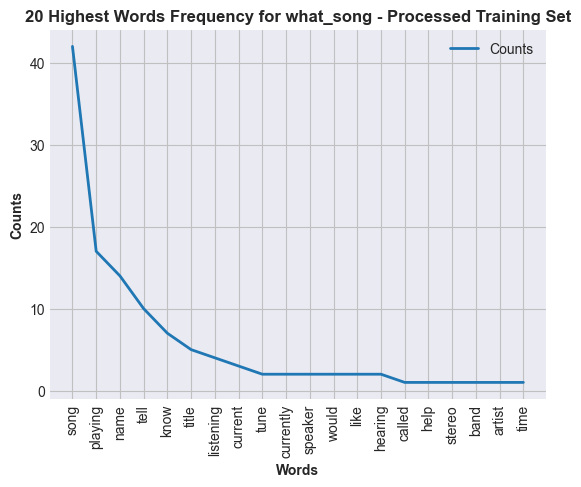 20 Highest Words Frequency for what_song - Processed Training Set
Counts
40
30
20
10
0
Counts
song
playing
name
tell
know
title
listening
current
tune
currently
speaker
would
like
hearing
called
help
stereo
band
artist
time
Words